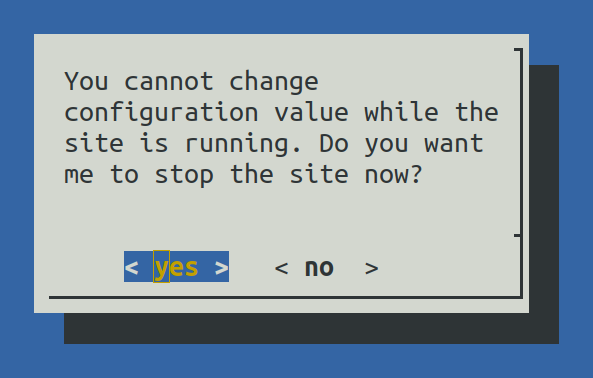 You cannot change
configuration value while the
site is running. Do you want
me to stop the site now?
< yes > < no >